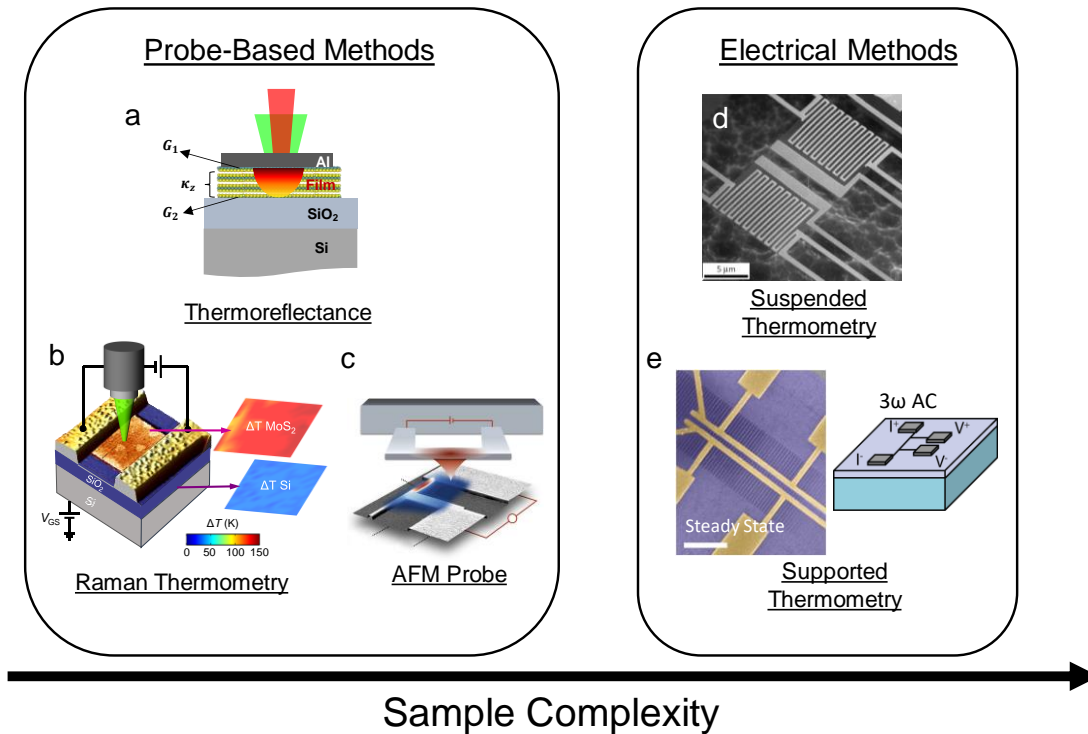 Probe-Based Methods
a
G₁
κ_z
G₂
Al
Film
SiO₂
Si
Thermoreflectance
b
ΔT MoS₂
ΔT Si
SiO₂
Si
V_GS
ΔT (K)
0 50 100 150
Raman Thermometry
c
AFM Probe
Electrical Methods
d
5 μm
Suspended
Thermometry
e
Steady State
3ω AC
I⁺
V⁺
I⁻
V⁻
Supported
Thermometry
Sample Complexity